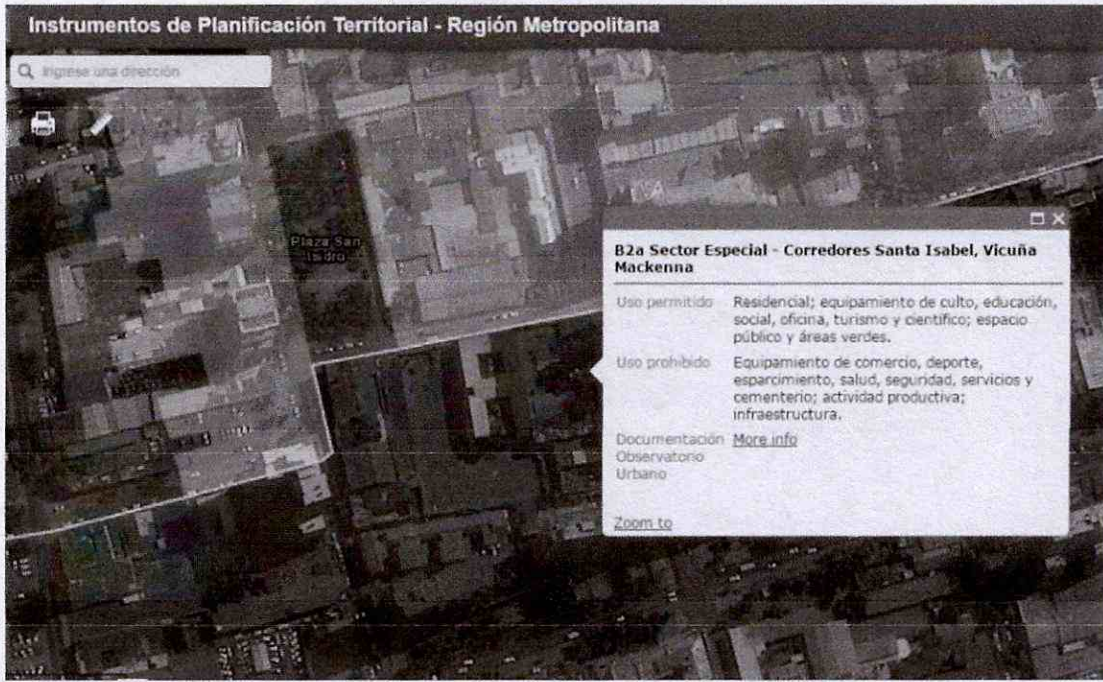 Instrumentos de Planificación Territorial - Región Metropolitana
Ingrese una dirección
Plaza San
Isidro
B2a Sector Especial - Corredores Santa Isabel, Vicuña
Mackenna
Uso permitido Residencial; equipamiento de culto, educación,
social, oficina, turismo y científico; espacio
público y áreas verdes.
Uso prohibido Equipamiento de comercio, deporte,
esparcimiento, salud, seguridad, servicios y
cementerio; actividad productiva;
infraestructura.
Documentación More info
Observatorio
Urbano
Zoom to